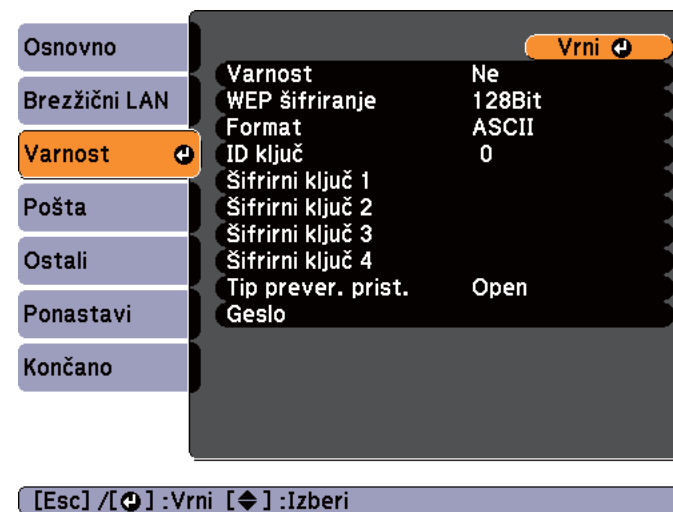 Osnovno
Brezžični LAN
Varnost
Pošta
Ostali
Ponastavi
Končano
Vrni
Varnost Ne
WEP šifriranje 128Bit
Format ASCII
ID ključ 0
Šifrirni ključ 1
Šifrirni ključ 2
Šifrirni ključ 3
Šifrirni ključ 4
Tip prever. prist. Open
Geslo
[Esc] /[⏎] :Vrni [◆] :Izberi